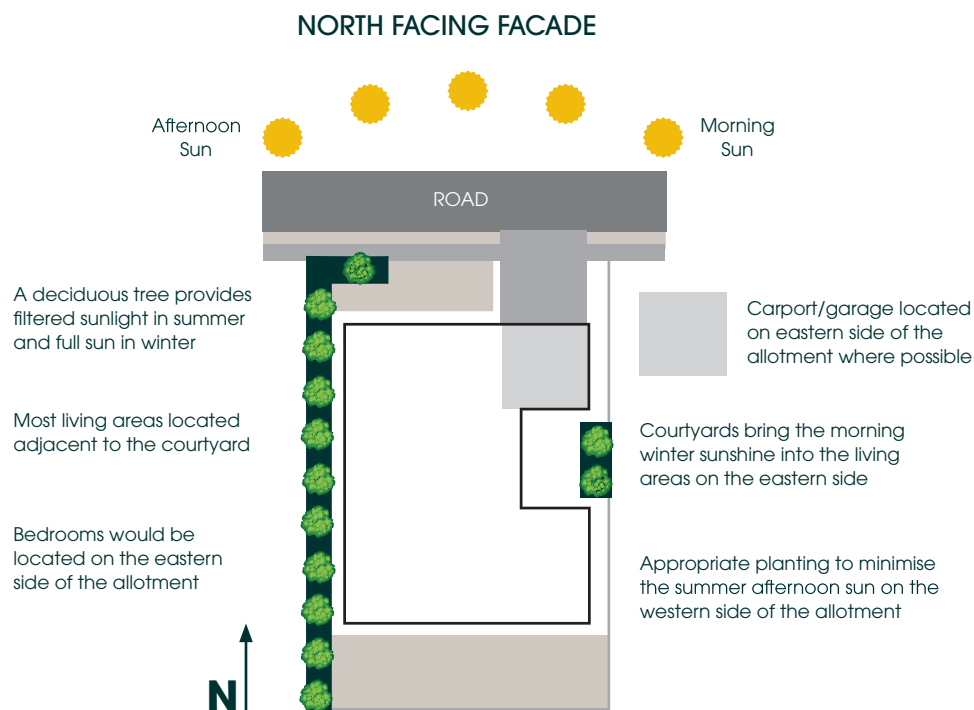 NORTH FACING FACADE
Afternoon
Sun
Morning
Sun
ROAD
A deciduous tree provides
filtered sunlight in summer
and full sun in winter
Most living areas located
adjacent to the courtyard
Bedrooms would be
located on the eastern
side of the allotment
N
Carport/garage located
on eastern side of the
allotment where possible
Courtyards bring the morning
winter sunshine into the living
areas on the eastern side
Appropriate planting to minimise
the summer afternoon sun on the
western side of the allotment